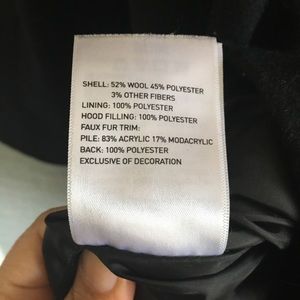 SHELL: 52% WOOL 45% POLYESTER
3% OTHER FIBERS
LINING: 100% POLYESTER
HOOD FILLING: 100% POLYESTER
FAUX FUR TRIM:
PILE: 83% ACRYLIC 17% MODACRYLIC
BACK: 100% POLYESTER
EXCLUSIVE OF DECORATION